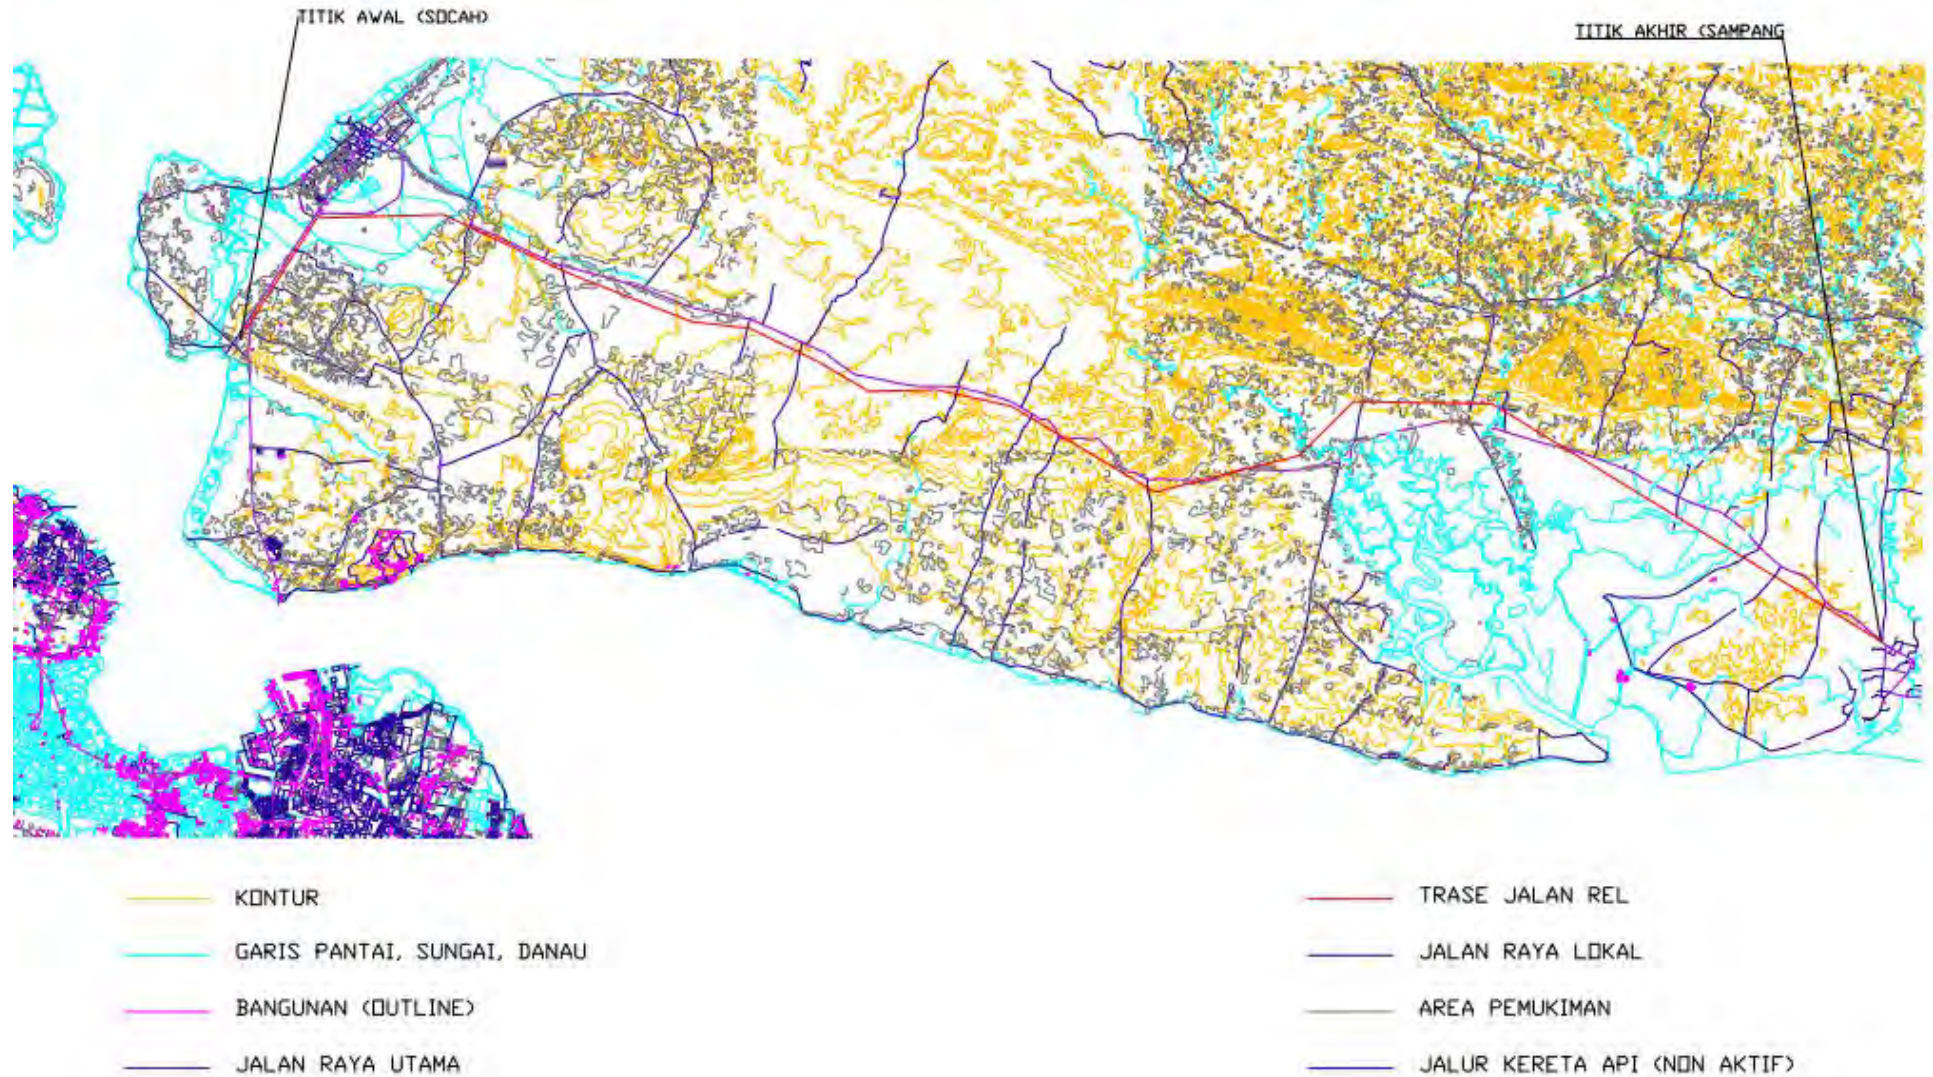 TITIK AWAL (SOCAH)
TITIK AKHIR (SAMPANG
KONTUR
GARIS PANTAI, SUNGAI, DANAU
BANGUNAN (OUTLINE)
JALAN RAYA UTAMA
TRASE JALAN REL
JALAN RAYA LOKAL
AREA PEMUKIMAN
JALUR KERETA API (NON AKTIF)